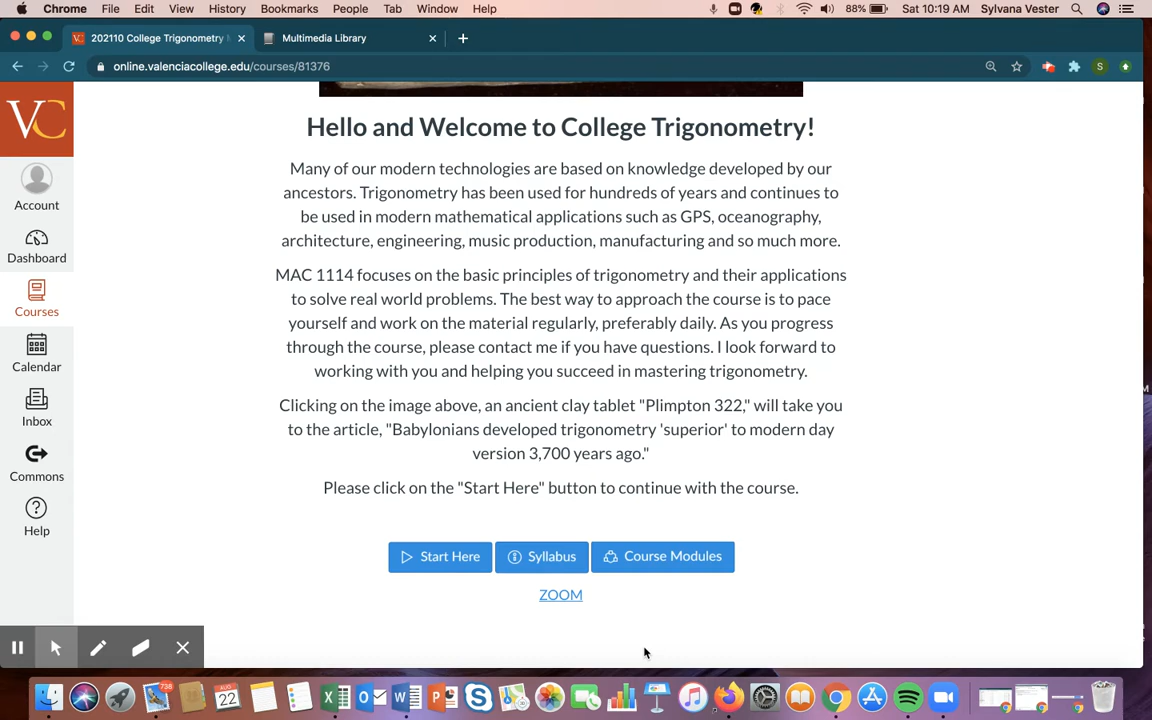 Chrome File Edit View History Bookmarks People Tab Window Help 88% Sat 10:19 AM Sylvana Vester
202110 College Trigonometry Multimedia Library
online.valenciacollege.edu/courses/81376 S
VC
Account
Dashboard
Courses
Calendar
Inbox
Commons
Help
Hello and Welcome to College Trigonometry!
Many of our modern technologies are based on knowledge developed by our
ancestors. Trigonometry has been used for hundreds of years and continues to
be used in modern mathematical applications such as GPS, oceanography,
architecture, engineering, music production, manufacturing and so much more.
MAC 1114 focuses on the basic principles of trigonometry and their applications
to solve real world problems. The best way to approach the course is to pace
yourself and work on the material regularly, preferably daily. As you progress
through the course, please contact me if you have questions. I look forward to
working with you and helping you succeed in mastering trigonometry.
Clicking on the image above, an ancient clay tablet "Plimpton 322," will take you
to the article, "Babylonians developed trigonometry 'superior' to modern day
version 3,700 years ago."
Please click on the "Start Here" button to continue with the course.
Start Here Syllabus Course Modules
ZOOM
AUG
22